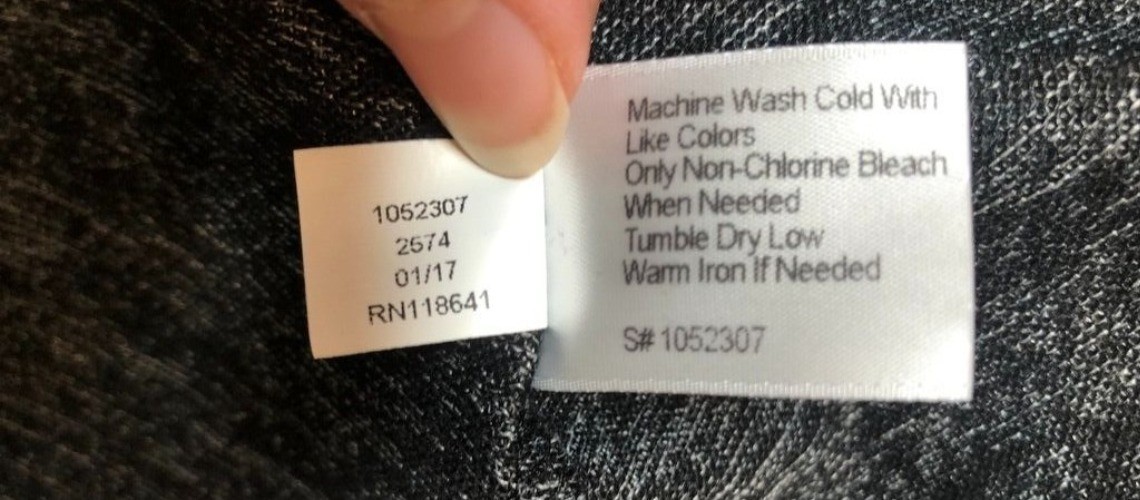 1052307
2574
01/17
RN118641
Machine Wash Cold With
Like Colors
Only Non-Chlorine Bleach
When Needed
Tumble Dry Low
Warm Iron If Needed
S# 1052307